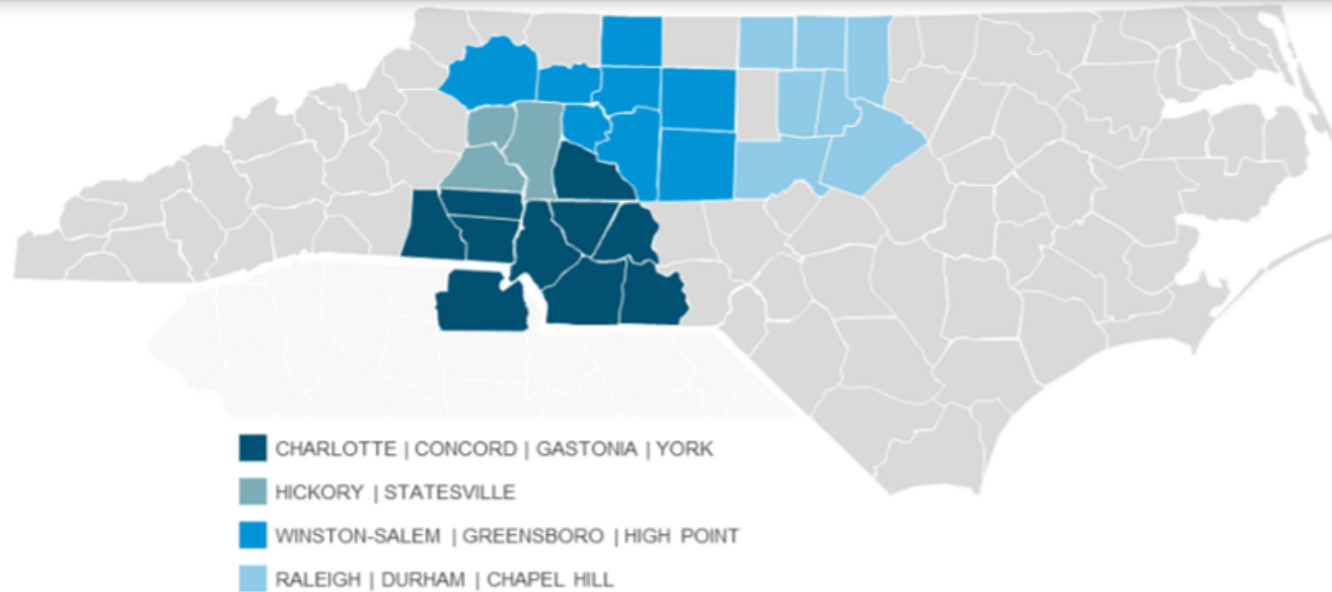 CHARLOTTE | CONCORD | GASTONIA | YORK
HICKORY | STATESVILLE
WINSTON-SALEM | GREENSBORO | HIGH POINT
RALEIGH | DURHAM | CHAPEL HILL